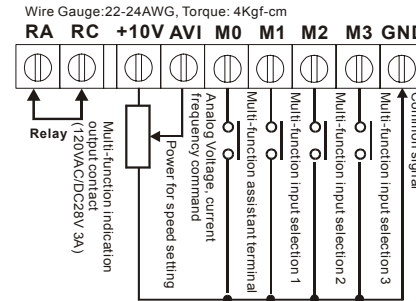 Wire Gauge:22-24AWG, Torque: 4Kgf-cm
RA RC +10V AVI M0 M1 M2 M3 GND
Relay
Multi-function indication
output contact
(120VAC/DC28V 3A)
Power for speed setting
Analog Voltage, current
frequency command
Multi-function assistant terminal
Multi-function input selection 1
Multi-function input selection 2
Multi-function input selection 3
Common signal